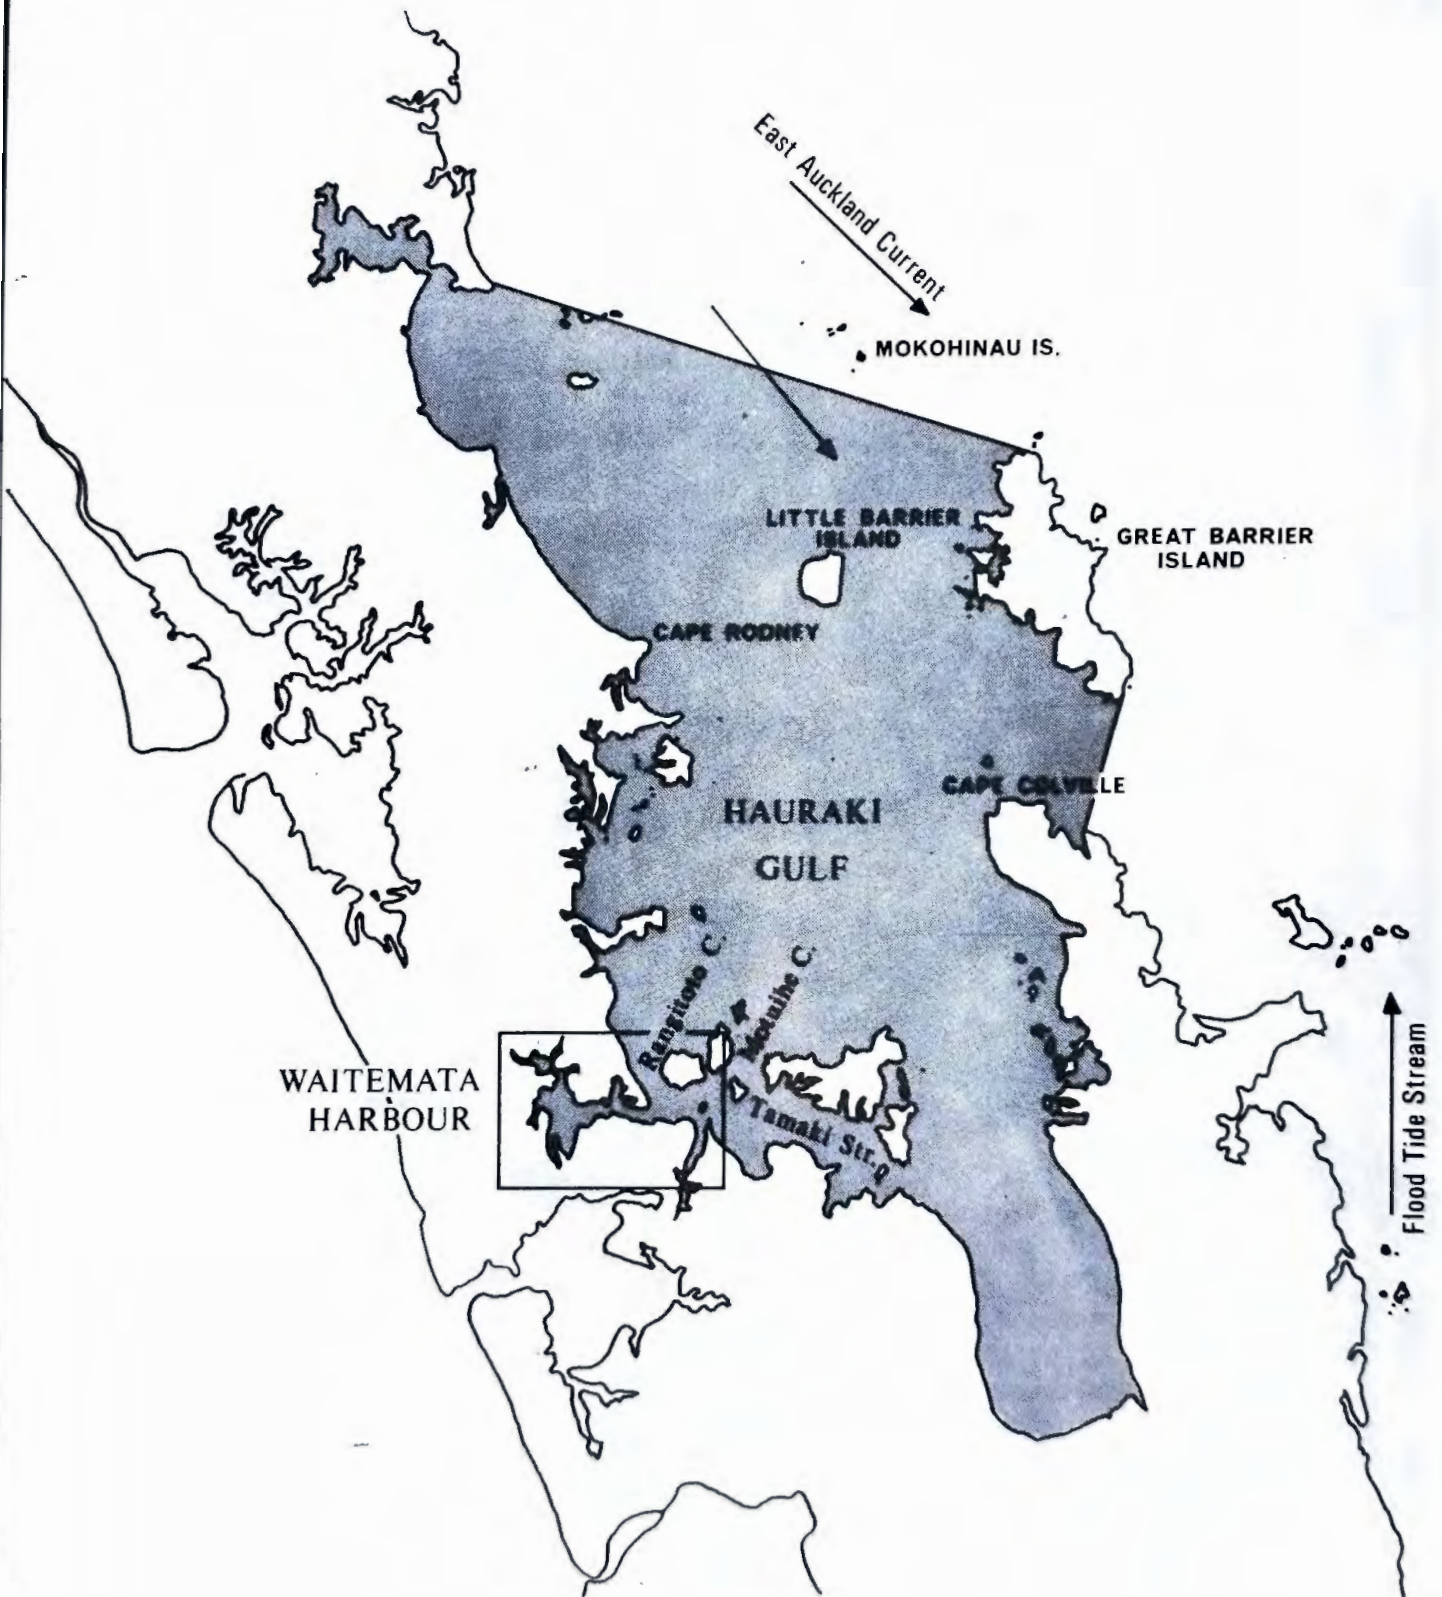 East Auckland Current
MOKOHINAU IS.
LITTLE BARRIER
ISLAND
GREAT BARRIER
ISLAND
CAPE RODNEY
CAPE COLVILLE
HAURAKI
GULF
Rangitoto C.
Motuihe C.
WAITEMATA
HARBOUR
Tamaki Str.
Flood Tide Stream